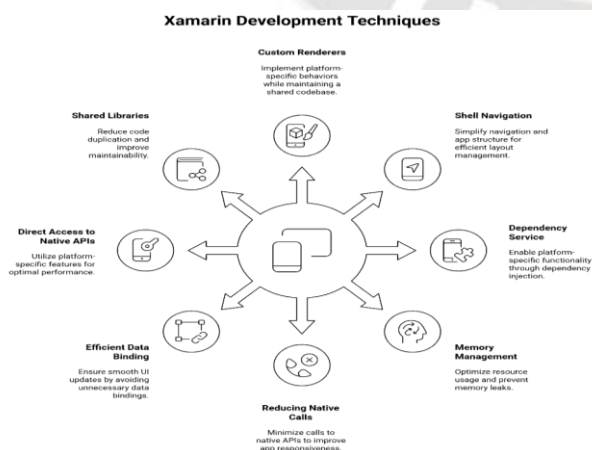 Xamarin Development Techniques
Custom Renderers
Implement platform-
specific behaviors
while maintaining a
shared codebase.
Shared Libraries
Reduce code
duplication and
improve
maintainability.
Shell Navigation
Simplify navigation and
app structure for
efficient layout
management.
Direct Access to
Native APIs
Utilize platform-
specific features for
optimal performance.
Dependency
Service
Enable platform-
specific functionality
through dependency
injection.
Efficient Data
Binding
Ensure smooth UI
updates by avoiding
unnecessary data
bindings.
Memory
Management
Optimize resource
usage and prevent
memory leaks.
Reducing Native
Calls
Minimize calls to
native APIs to improve
app responsiveness.